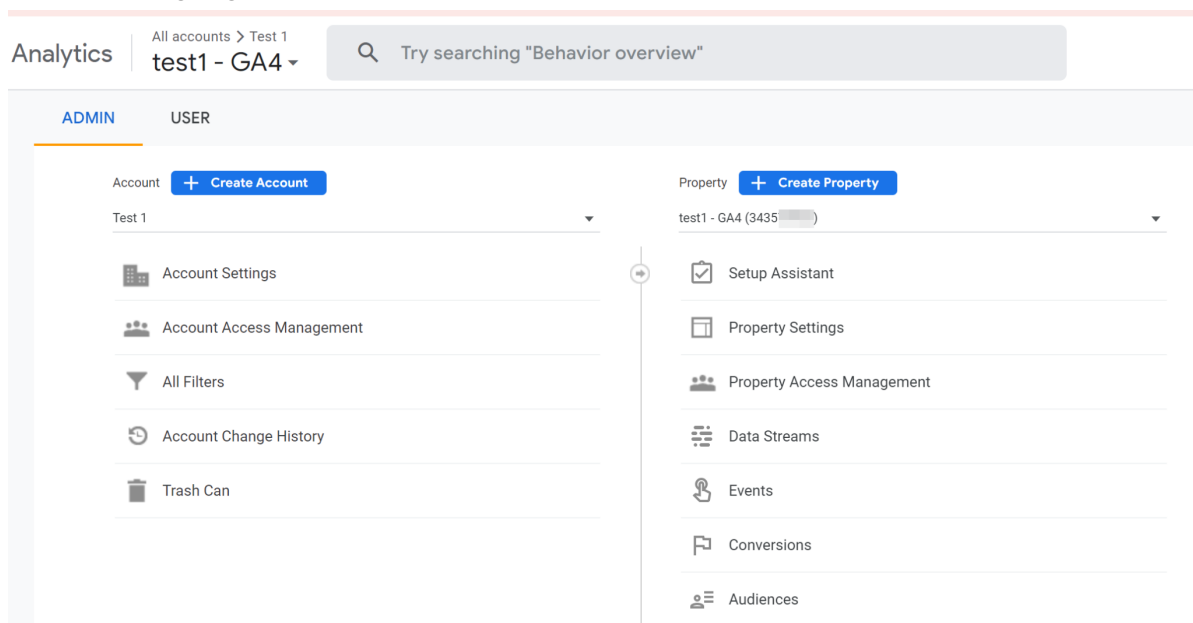 Analytics
All accounts > Test 1
test1 - GA4
Try searching "Behavior overview"
ADMIN USER
Account + Create Account
Test 1
Account Settings
Account Access Management
All Filters
Account Change History
Trash Can
Property + Create Property
test1 - GA4 (3435 )
Setup Assistant
Property Settings
Property Access Management
Data Streams
Events
Conversions
Audiences